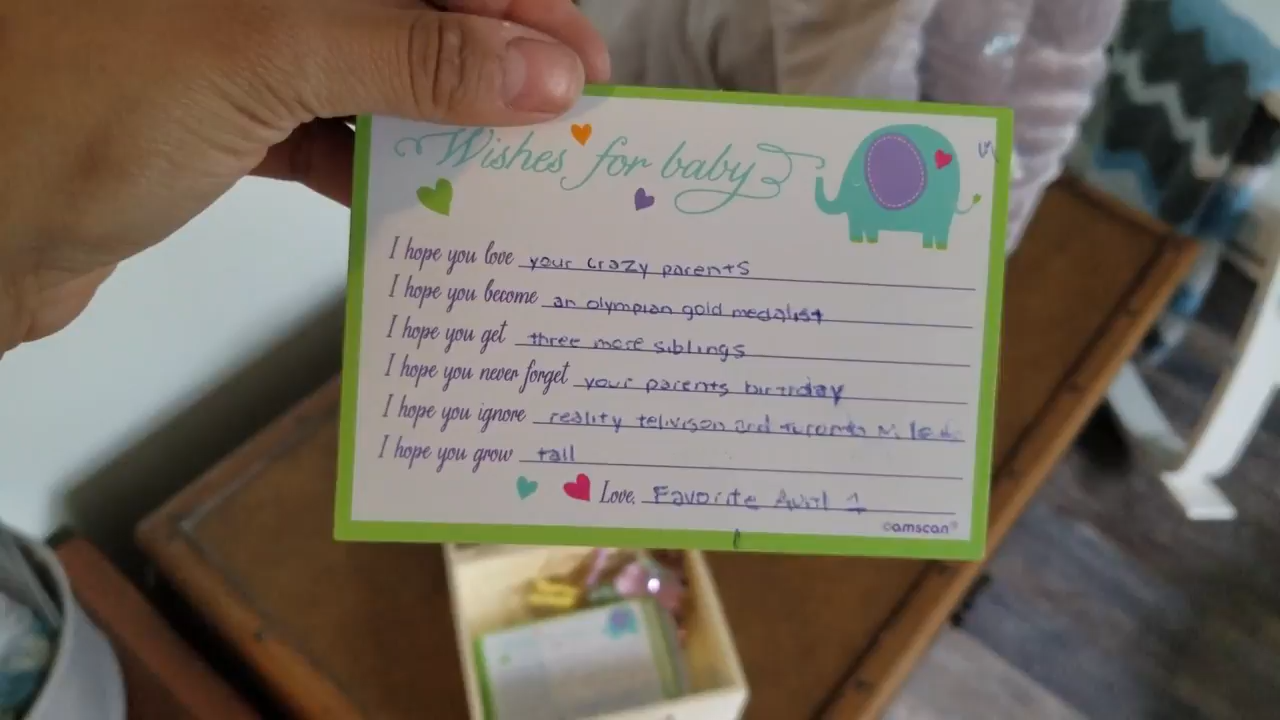 Wishes for baby
I hope you love your crazy parents
I hope you become an olympian gold medalist
I hope you get three more siblings
I hope you never forget your parents birthday
I hope you ignore reality telivison and
I hope you grow tall
Love, Favorite Aunt 1
©amscan®